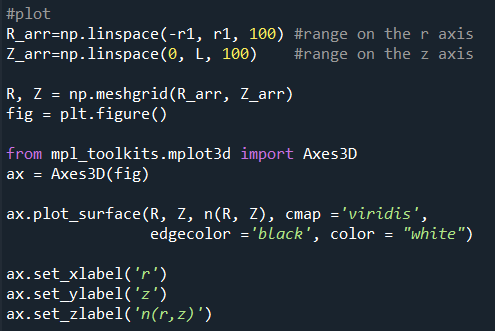 #plot
R_arr=np.linspace(-r1, r1, 100) #range on the r axis
Z_arr=np.linspace(0, L, 100)    #range on the z axis
R, Z = np.meshgrid(R_arr, Z_arr)
fig = plt.figure()
from mpl_toolkits.mplot3d import Axes3D
ax = Axes3D(fig)
ax.plot_surface(R, Z, n(R, Z), cmap ='viridis',
                edgecolor ='black', color = "white")
ax.set_xlabel('r')
ax.set_ylabel('z')
ax.set_zlabel('n(r,z)')